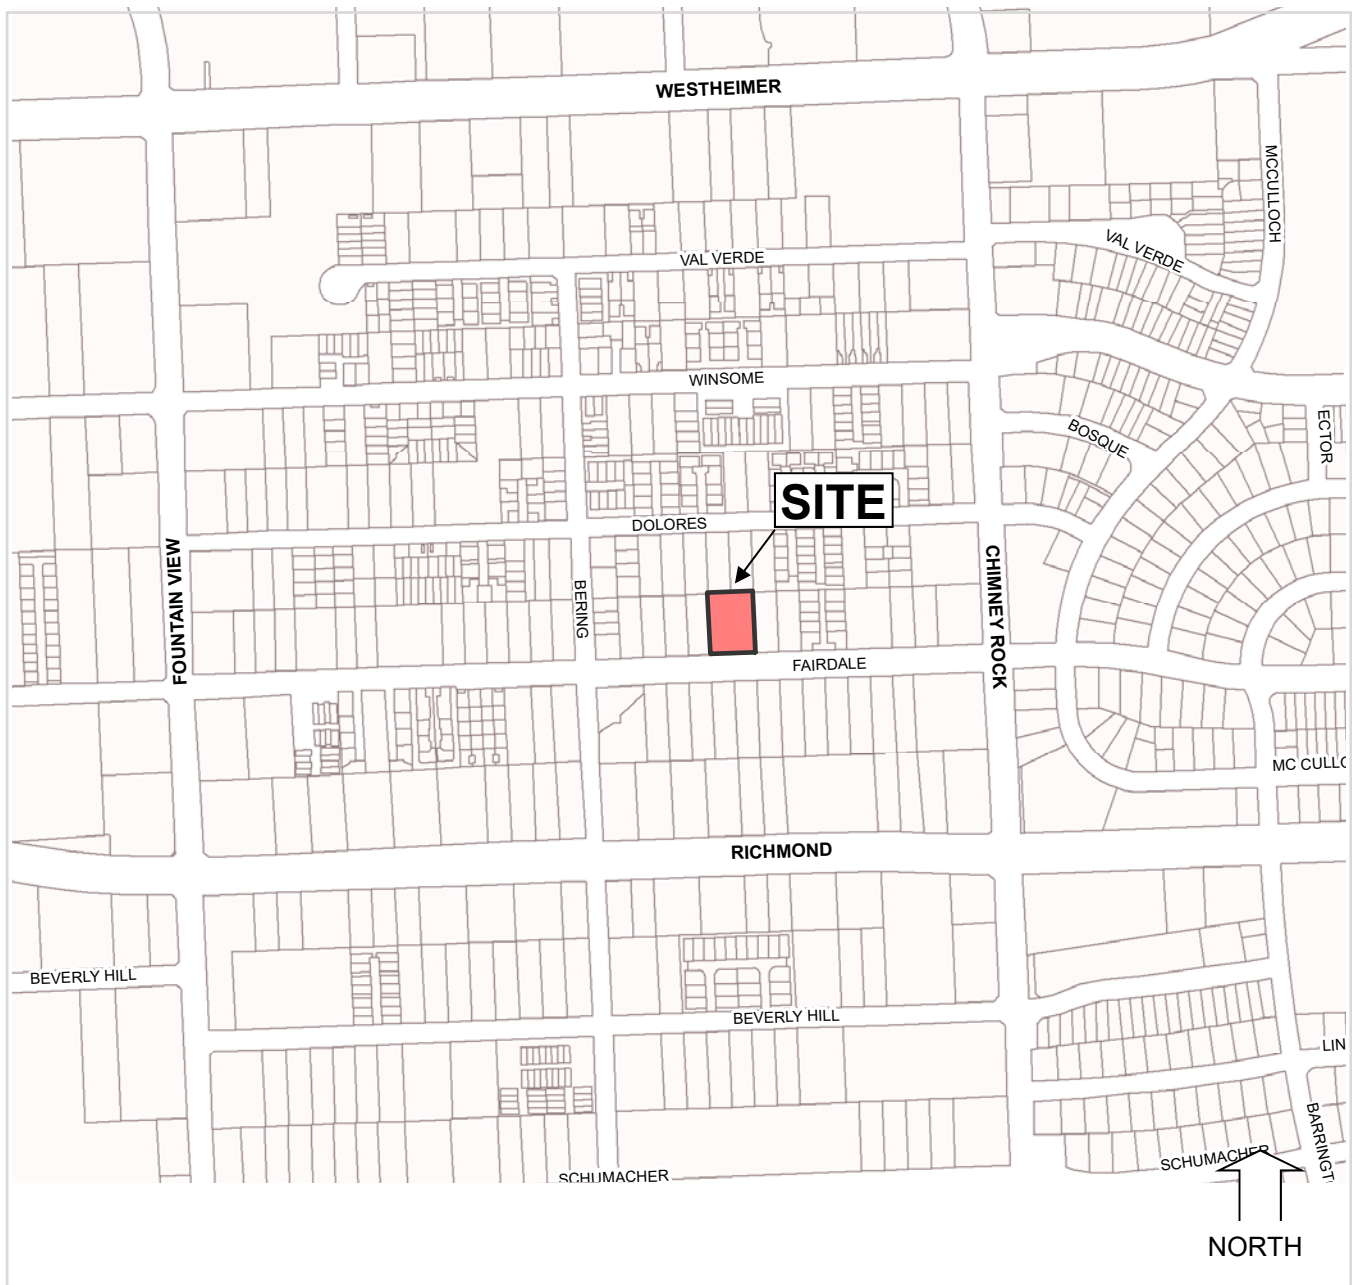 WESTHEIMER
MCCULLOCH
VAL VERDE
VAL VERDE
WINSOME
BOSQUE
ECTOR
SITE
DOLORES
FOUNTAIN VIEW
BERING
CHIMNEY ROCK
FAIRDALE
MC CULLO
RICHMOND
BEVERLY HILL
BEVERLY HILL
LIN
BARRINGT
SCHUMACHER
SCHUMACHER
NORTH